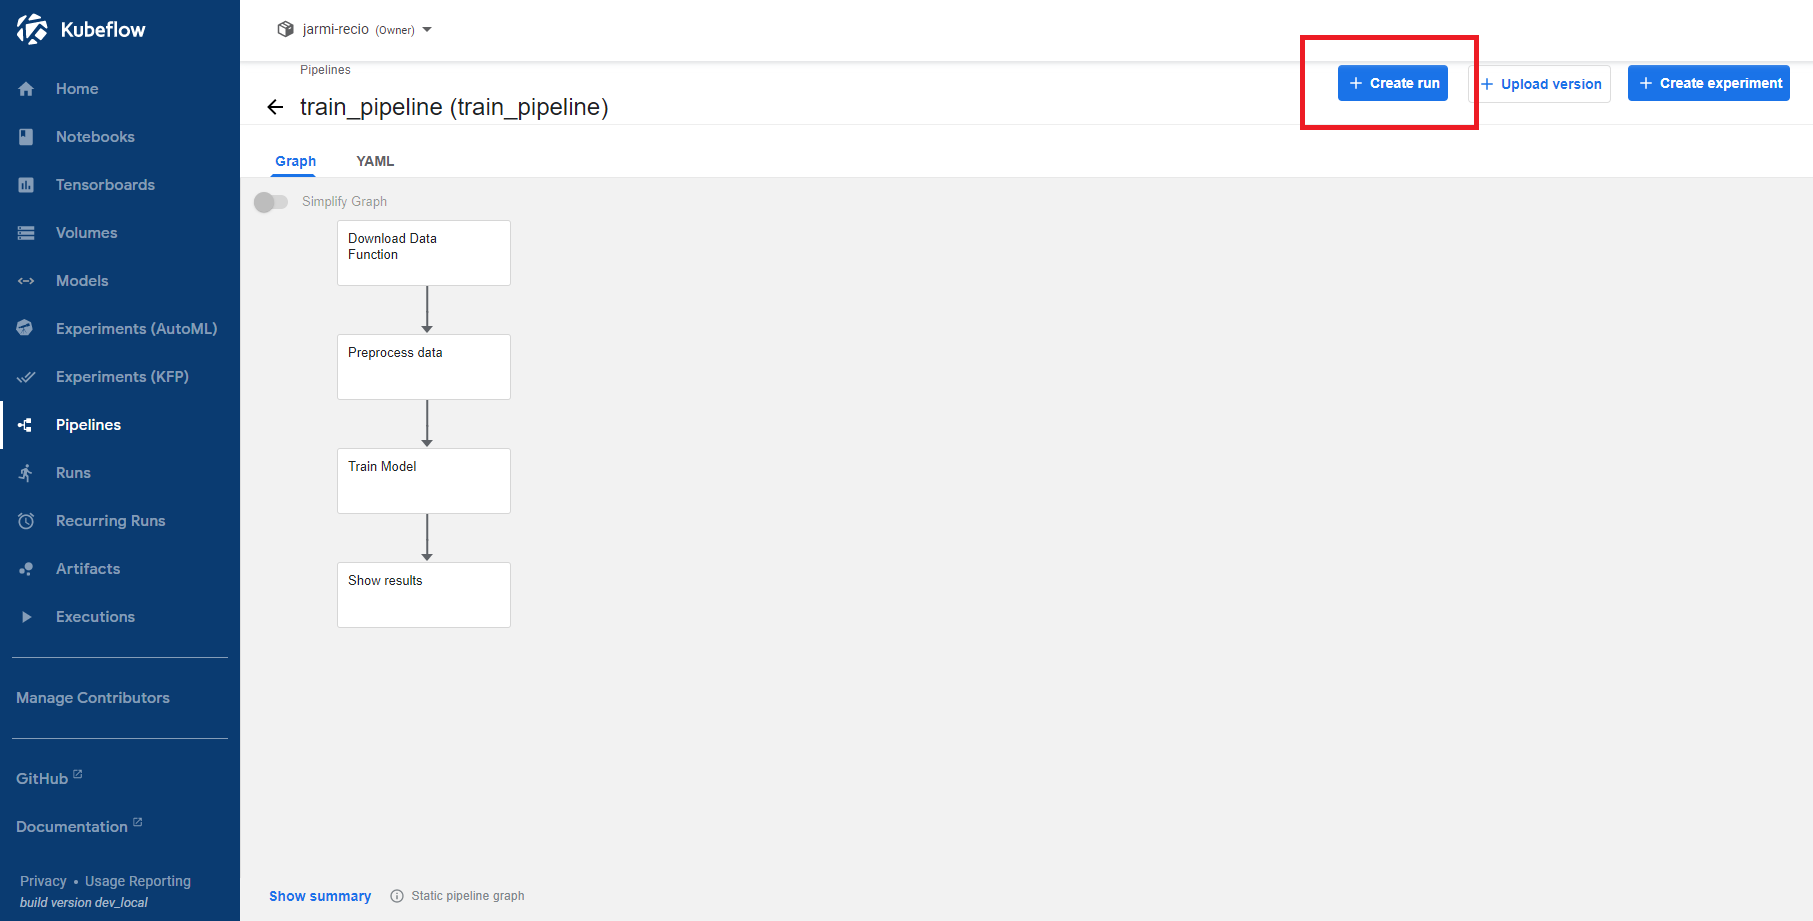 Kubeflow
Home
Notebooks
Tensorboards
Volumes
Models
Experiments (AutoML)
Experiments (KFP)
Pipelines
Runs
Recurring Runs
Artifacts
Executions
Manage Contributors
GitHub
Documentation
Privacy • Usage Reporting
build version dev_local
jarmi-recio (Owner)
Pipelines
train_pipeline (train_pipeline)
+ Create run
+ Upload version
+ Create experiment
Graph YAML
Simplify Graph
Download Data
Function
Preprocess data
Train Model
Show results
Show summary
Static pipeline graph